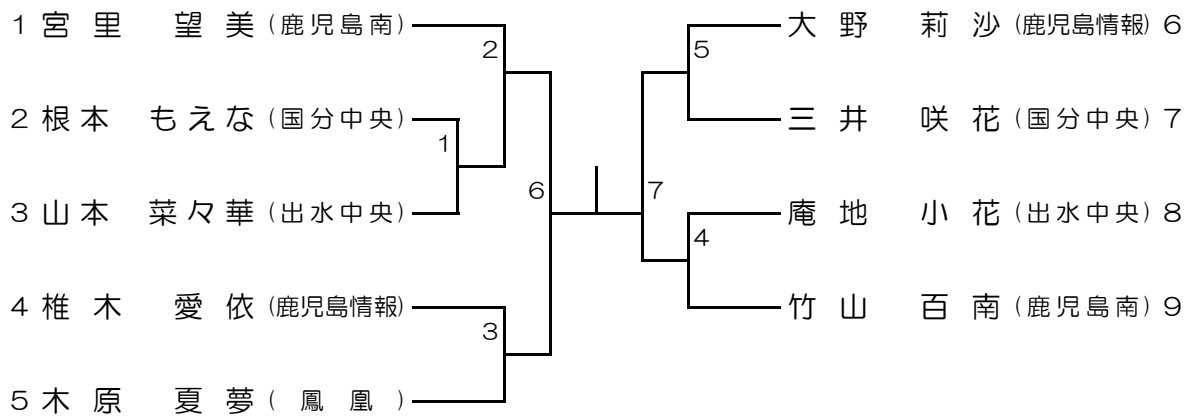 1 宮里 望美 (鹿児島南)
2 根本 もえな (国分中央)
3 山本 菜々華 (出水中央)
4 椎木 愛依 (鹿児島情報)
5 木原 夏夢 (鳳凰)
2
1
6
3
5
7
4
大野 莉沙 (鹿児島情報) 6
三井 咲花 (国分中央) 7
庵地 小花 (出水中央) 8
竹山 百南 (鹿児島南) 9